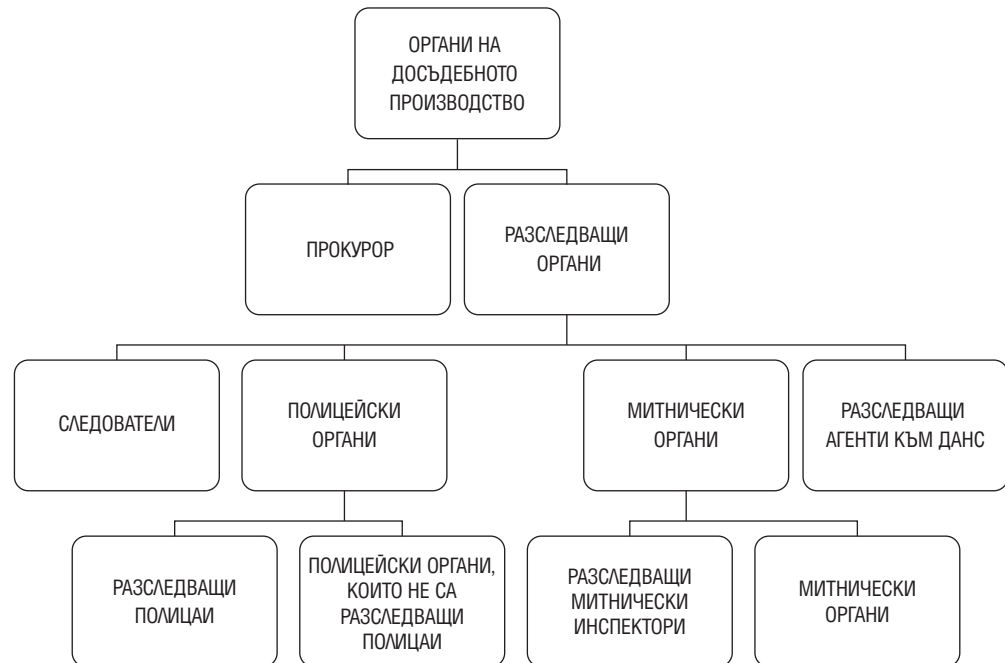 ОРГАНИ НА
ДОСЪДЕБНОТО
ПРОИЗВОДСТВО
ПРОКУРОР
РАЗСЛЕДВАЩИ
ОРГАНИ
СЛЕДОВАТЕЛИ
ПОЛИЦЕЙСКИ
ОРГАНИ
МИТНИЧЕСКИ
ОРГАНИ
РАЗСЛЕДВАЩИ
АГЕНТИ КЪМ ДАНС
РАЗСЛЕДВАЩИ
ПОЛИЦАИ
ПОЛИЦЕЙСКИ ОРГАНИ,
КОИТО НЕ СА
РАЗСЛЕДВАЩИ
ПОЛИЦАИ
РАЗСЛЕДВАЩИ
МИТНИЧЕСКИ
ИНСПЕКТОРИ
МИТНИЧЕСКИ
ОРГАНИ